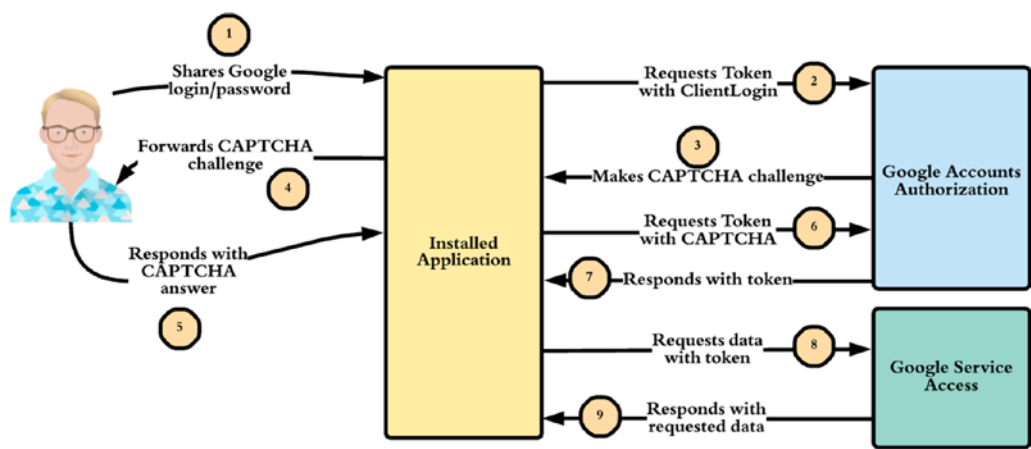 1
Shares Google
login/password
Requests Token
with ClientLogin
2
3
Makes CAPTCHA challenge
Forwards CAPTCHA
challenge
4
Google Accounts
Authorization
Installed
Application
Responds with
CAPTCHA
answer
5
Requests Token
with CAPTCHA
6
7
Responds with token
Requests data
with token
8
Google Service
Access
9
Responds with
requested data